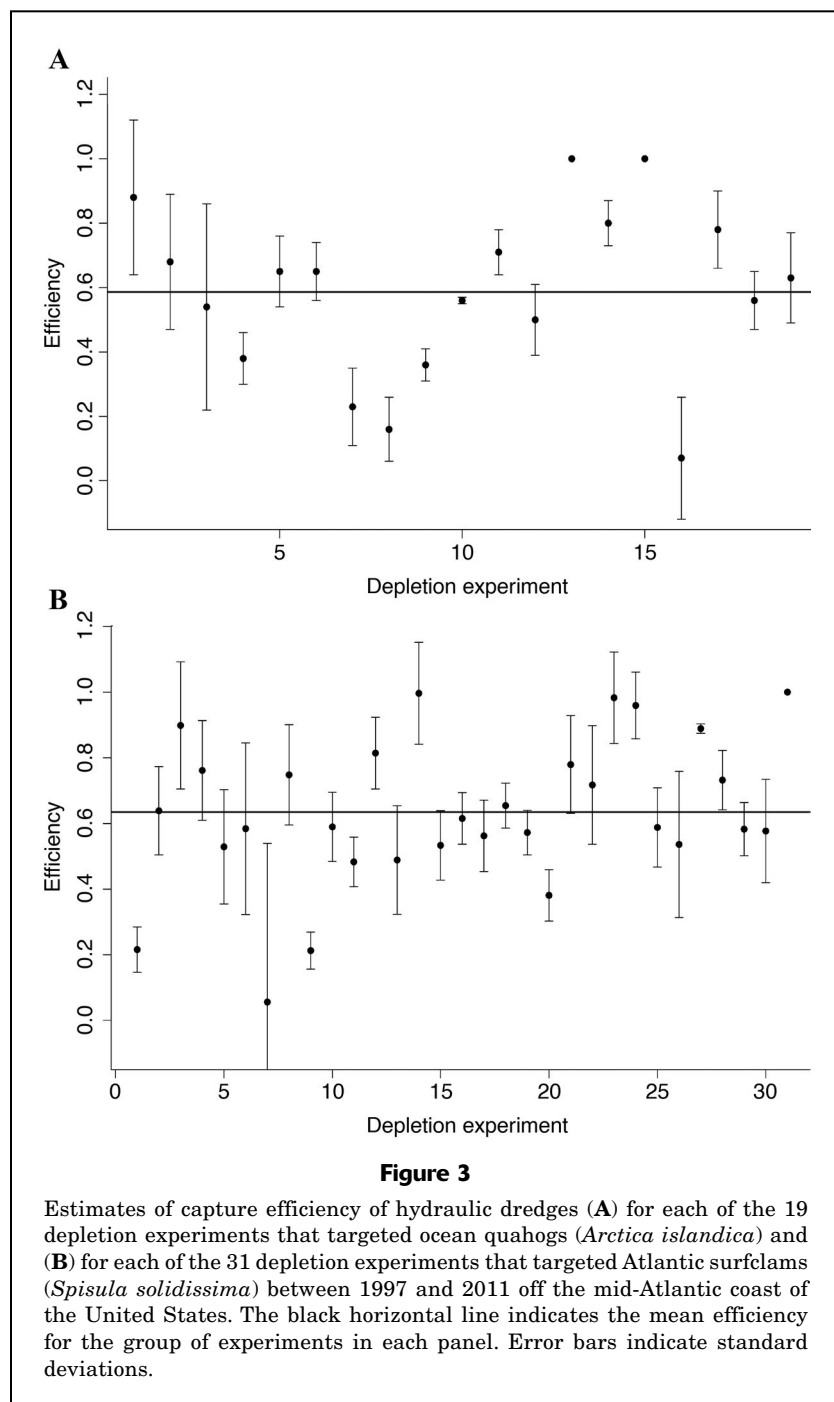 A
1.2
1.0
0.8
0.6
0.4
0.2
0.0
Efficiency
5
10
15
Depletion experiment
B
1.2
1.0
0.8
0.6
0.4
0.2
0.0
Efficiency
0
5
10
15
20
25
30
Depletion experiment
Figure 3
Estimates of capture efficiency of hydraulic dredges (A) for each of the 19
depletion experiments that targeted ocean quahogs (Arctica islandica) and
(B) for each of the 31 depletion experiments that targeted Atlantic surfclams
(Spisula solidissima) between 1997 and 2011 off the mid-Atlantic coast of
the United States. The black horizontal line indicates the mean efficiency
for the group of experiments in each panel. Error bars indicate standard
deviations.